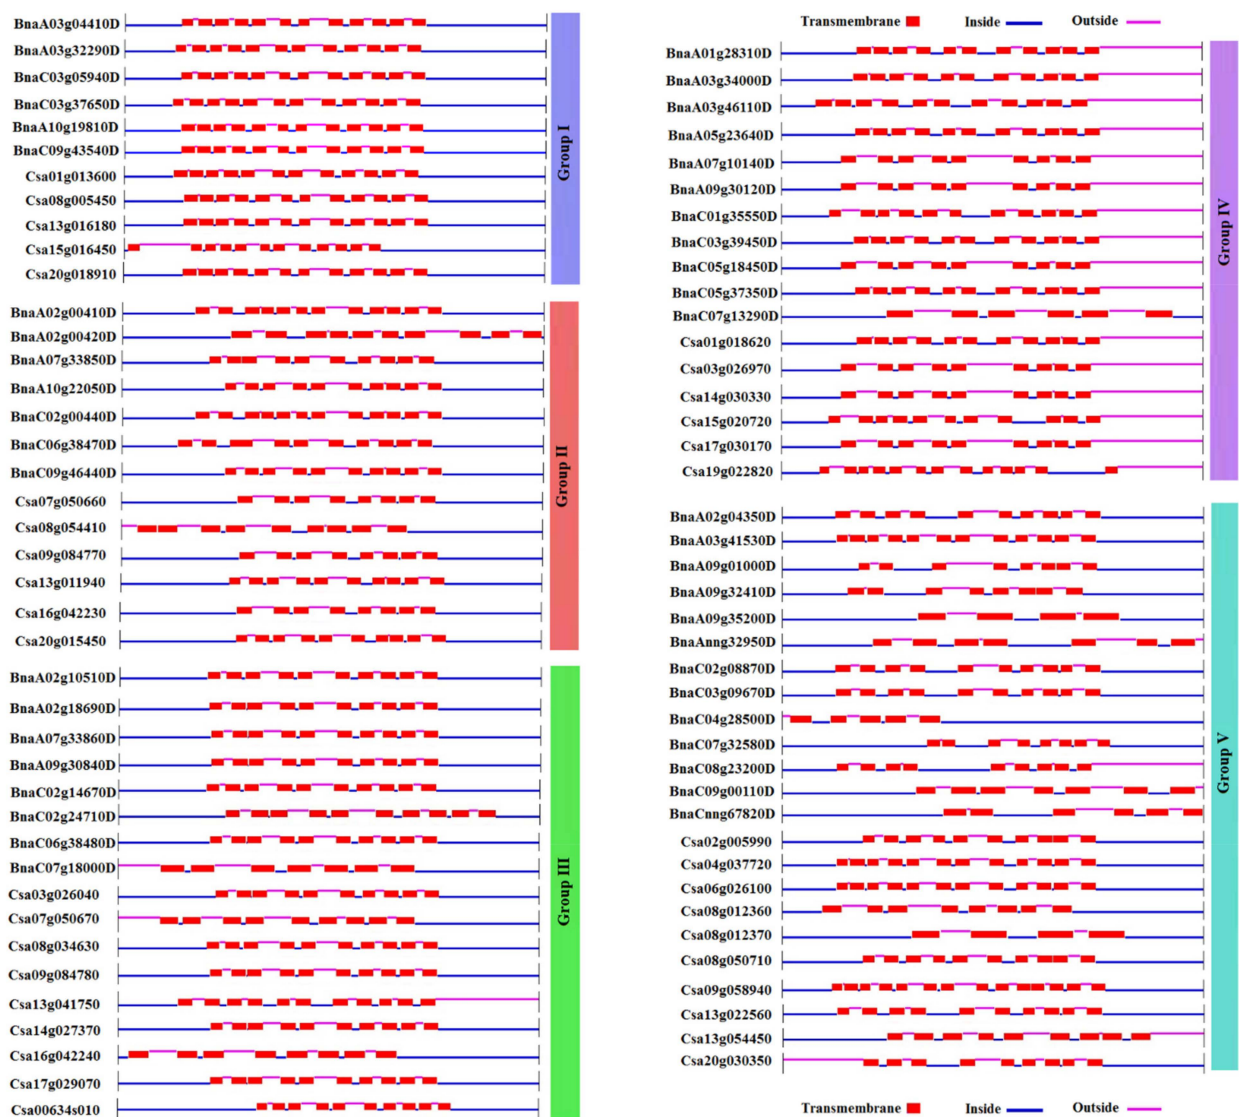 BnaA03g04410D
BnaA03g32290D
BnaC03g05940D
BnaC03g37650D
BnaA10g19810D
BnaC09g43540D
Csa01g013600
Csa08g005450
Csa13g016180
Csa15g016450
Csa20g018910
Group I
BnaA02g00410D
BnaA02g00420D
BnaA07g33850D
BnaA10g22050D
BnaC02g00440D
BnaC06g38470D
BnaC09g46440D
Csa07g050660
Csa08g054410
Csa09g084770
Csa13g011940
Csa16g042230
Csa20g015450
Group II
BnaA02g10510D
BnaA02g18690D
BnaA07g33860D
BnaA09g30840D
BnaC02g14670D
BnaC02g24710D
BnaC06g38480D
BnaC07g18000D
Csa03g026040
Csa07g050670
Csa08g034630
Csa09g084780
Csa13g041750
Csa14g027370
Csa16g042240
Csa17g029070
Csa00634s010
Group III
Transmembrane Inside Outside
BnaA01g28310D
BnaA03g34000D
BnaA03g46110D
BnaA05g23640D
BnaA07g10140D
BnaA09g30120D
BnaC01g35550D
BnaC03g39450D
BnaC05g18450D
BnaC05g37350D
BnaC07g13290D
Csa01g018620
Csa03g026970
Csa14g030330
Csa15g020720
Csa17g030170
Csa19g022820
Group IV
BnaA02g04350D
BnaA03g41530D
BnaA09g01000D
BnaA09g32410D
BnaA09g35200D
BnaAnng32950D
BnaC02g08870D
BnaC03g09670D
BnaC04g28500D
BnaC07g32580D
BnaC08g23200D
BnaC09g00110D
BnaCnng67820D
Csa02g005990
Csa04g037720
Csa06g026100
Csa08g012360
Csa08g012370
Csa08g050710
Csa09g058940
Csa13g022560
Csa13g054450
Csa20g030350
Group V
Transmembrane Inside Outside